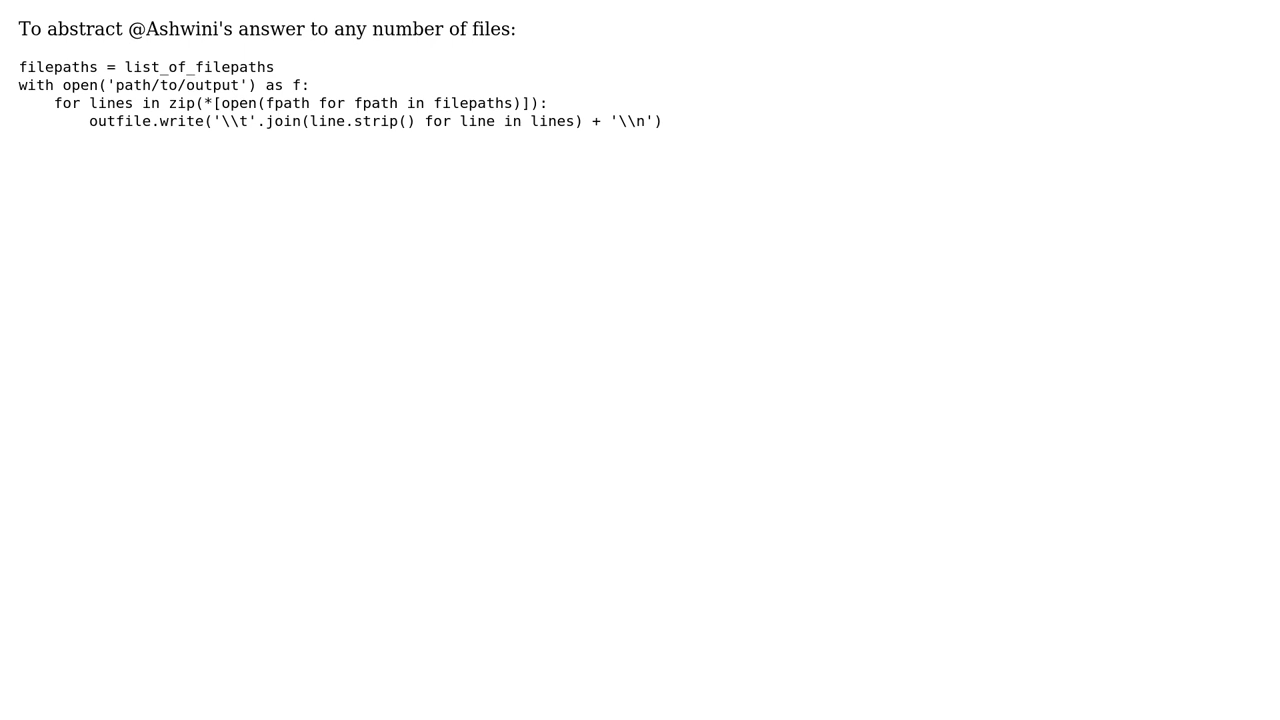 To abstract @Ashwini's answer to any number of files:
filepaths = list_of_filepaths
with open('path/to/output') as f:
    for lines in zip(*[open(fpath for fpath in filepaths)]):
        outfile.write('\\t'.join(line.strip() for line in lines) + '\\n')